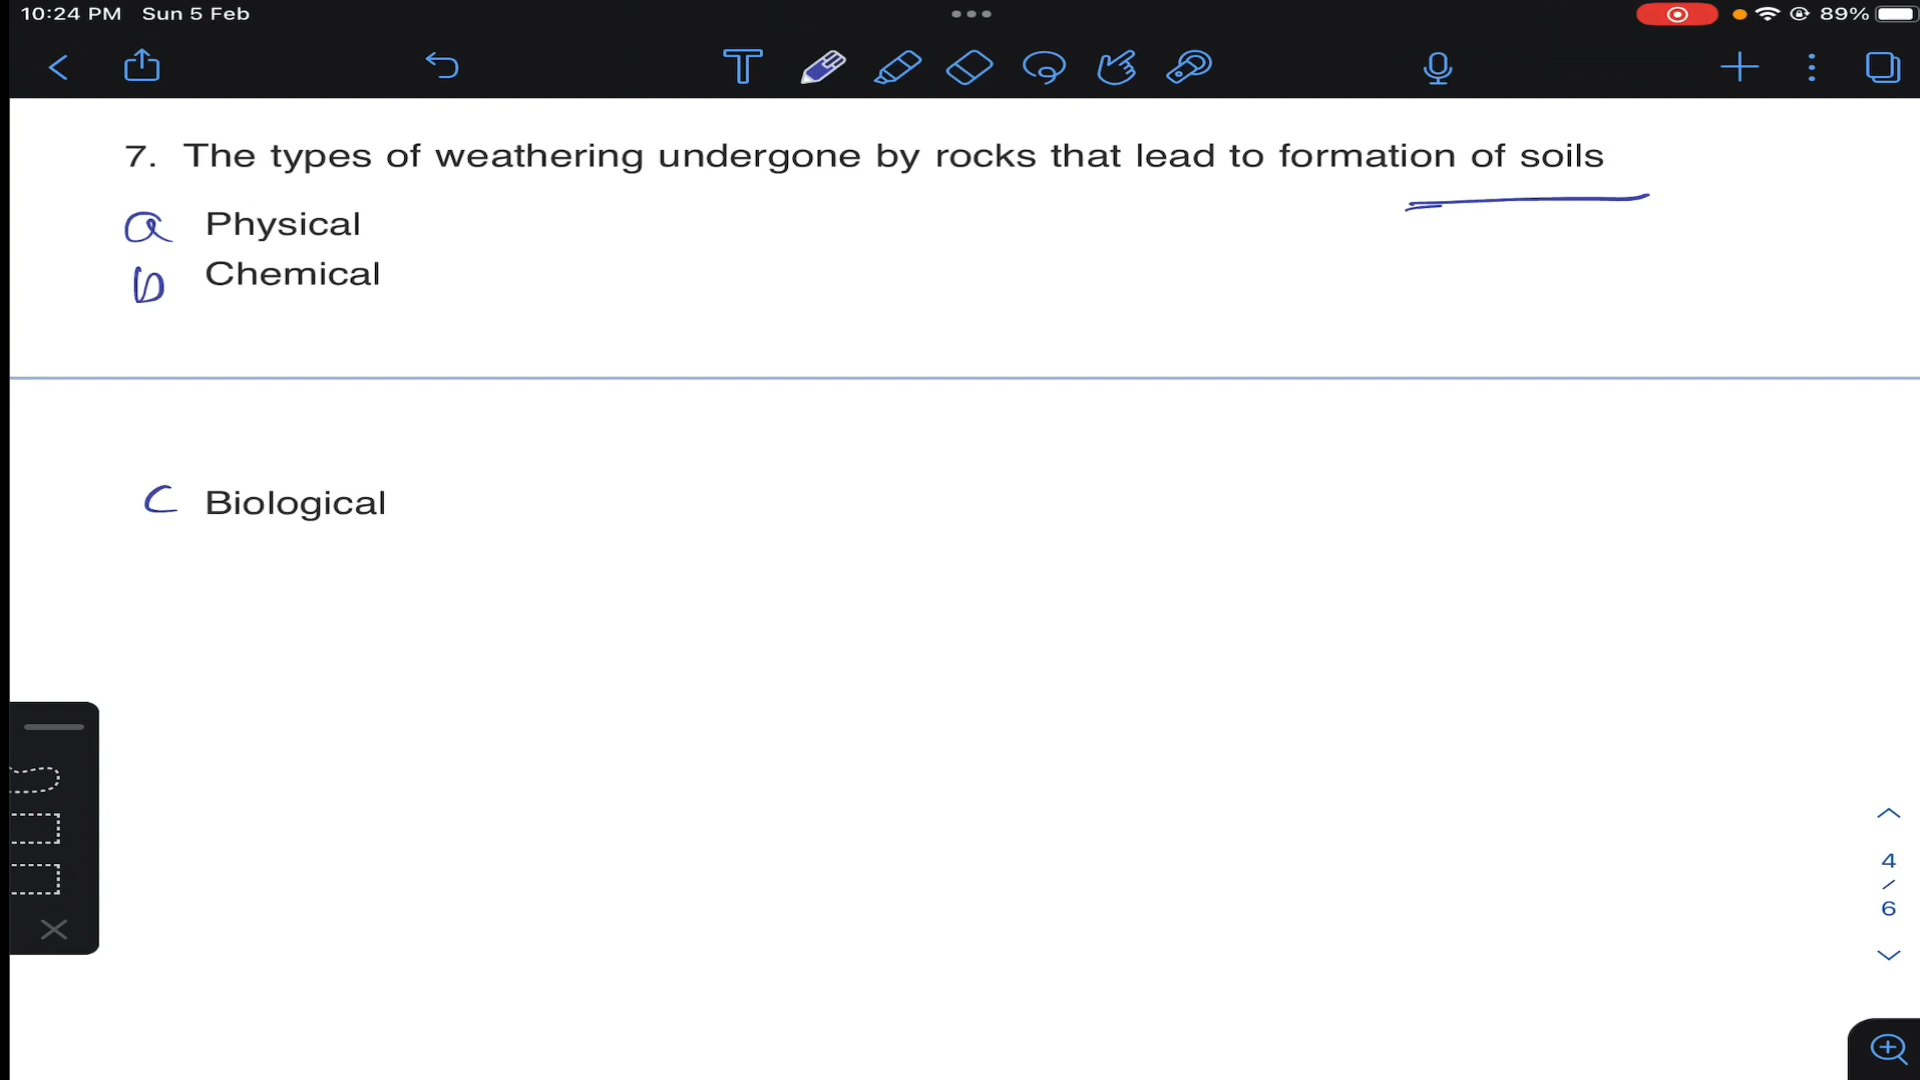 10:24 PM Sun 5 Feb 89%
7. The types of weathering undergone by rocks that lead to formation of soils
a Physical
b Chemical
c Biological
4
/
6